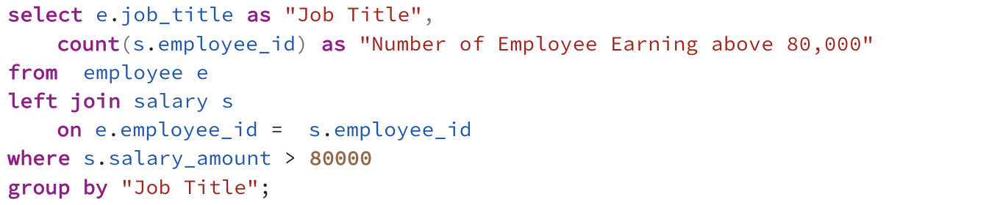 select e.job_title as "Job Title",
    count(s.employee_id) as "Number of Employee Earning above 80,000"
from  employee e
left join salary s
    on e.employee_id =  s.employee_id
where s.salary_amount > 80000
group by "Job Title";